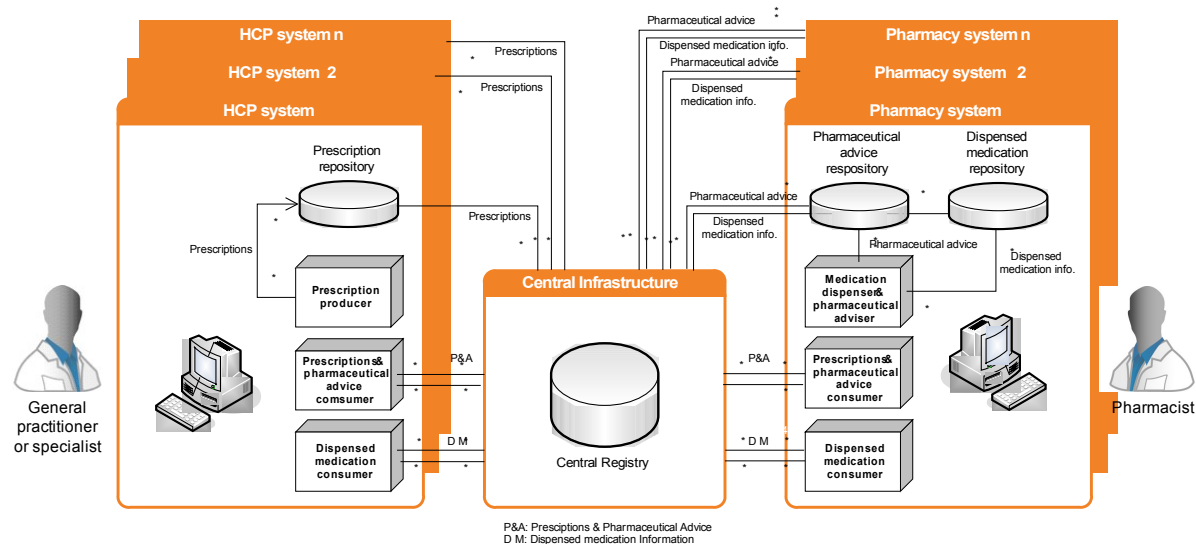 HCP system n
HCP system 2
HCP system
Prescriptions
Prescriptions
Prescription
repository
Prescriptions
Prescriptions
Prescription
producer
Prescriptions&
pharmaceutical
advice
comsumer
Dispensed
medication
consumer
General
practitioner
or specialist
P&A
D M
Central Infrastructure
Central Registry
Pharmaceutical advice
Dispensed medication info.
Pharmaceutical advice
Dispensed
medication info.
Pharmaceutical advice
Dispensed
medication info.
P&A
D M
Pharmacy system n
Pharmacy system 2
Pharmacy system
Pharmaceutical
advice
respository
Dispensed
medication
repository
Pharmaceutical advice
Dispensed
medication info.
Medication
dispenser&
pharmaceutical
adviser
Prescriptions&
pharmaceutical
advice
consumer
Dispensed
medication
consumer
Pharmacist
P&A: Presciptions & Pharmaceutical Advice
D M: Dispensed medication Information